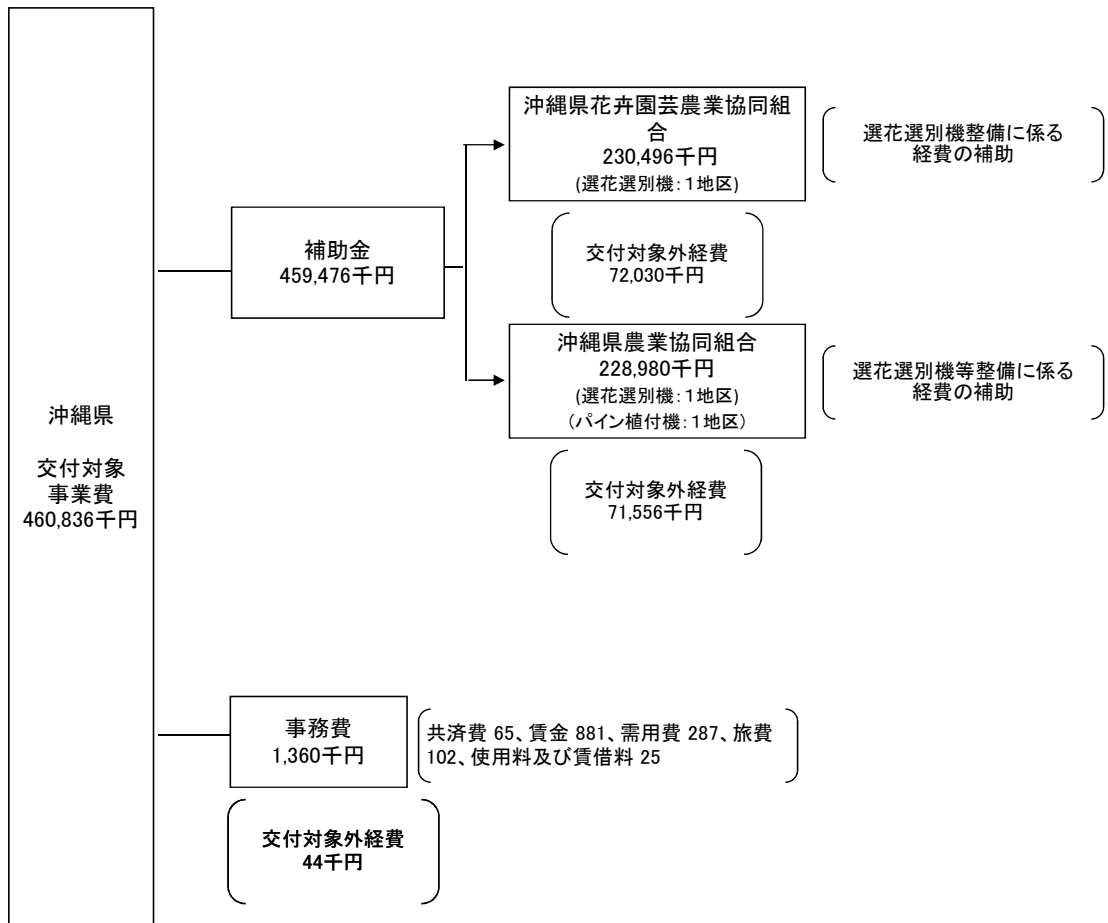 沖縄県
交付対象
事業費
460,836千円
補助金
459,476千円
沖縄県花卉園芸農業協同組
合
230,496千円
(選花選別機：１地区)
選花選別機整備に係る
経費の補助
交付対象外経費
72,030千円
沖縄県農業協同組合
228,980千円
(選花選別機：１地区)
（パイン植付機：１地区）
選花選別機等整備に係る
経費の補助
交付対象外経費
71,556千円
事務費
1,360千円
共済費 65、賃金 881、需用費 287、旅費
102、使用料及び賃借料 25
交付対象外経費
44千円